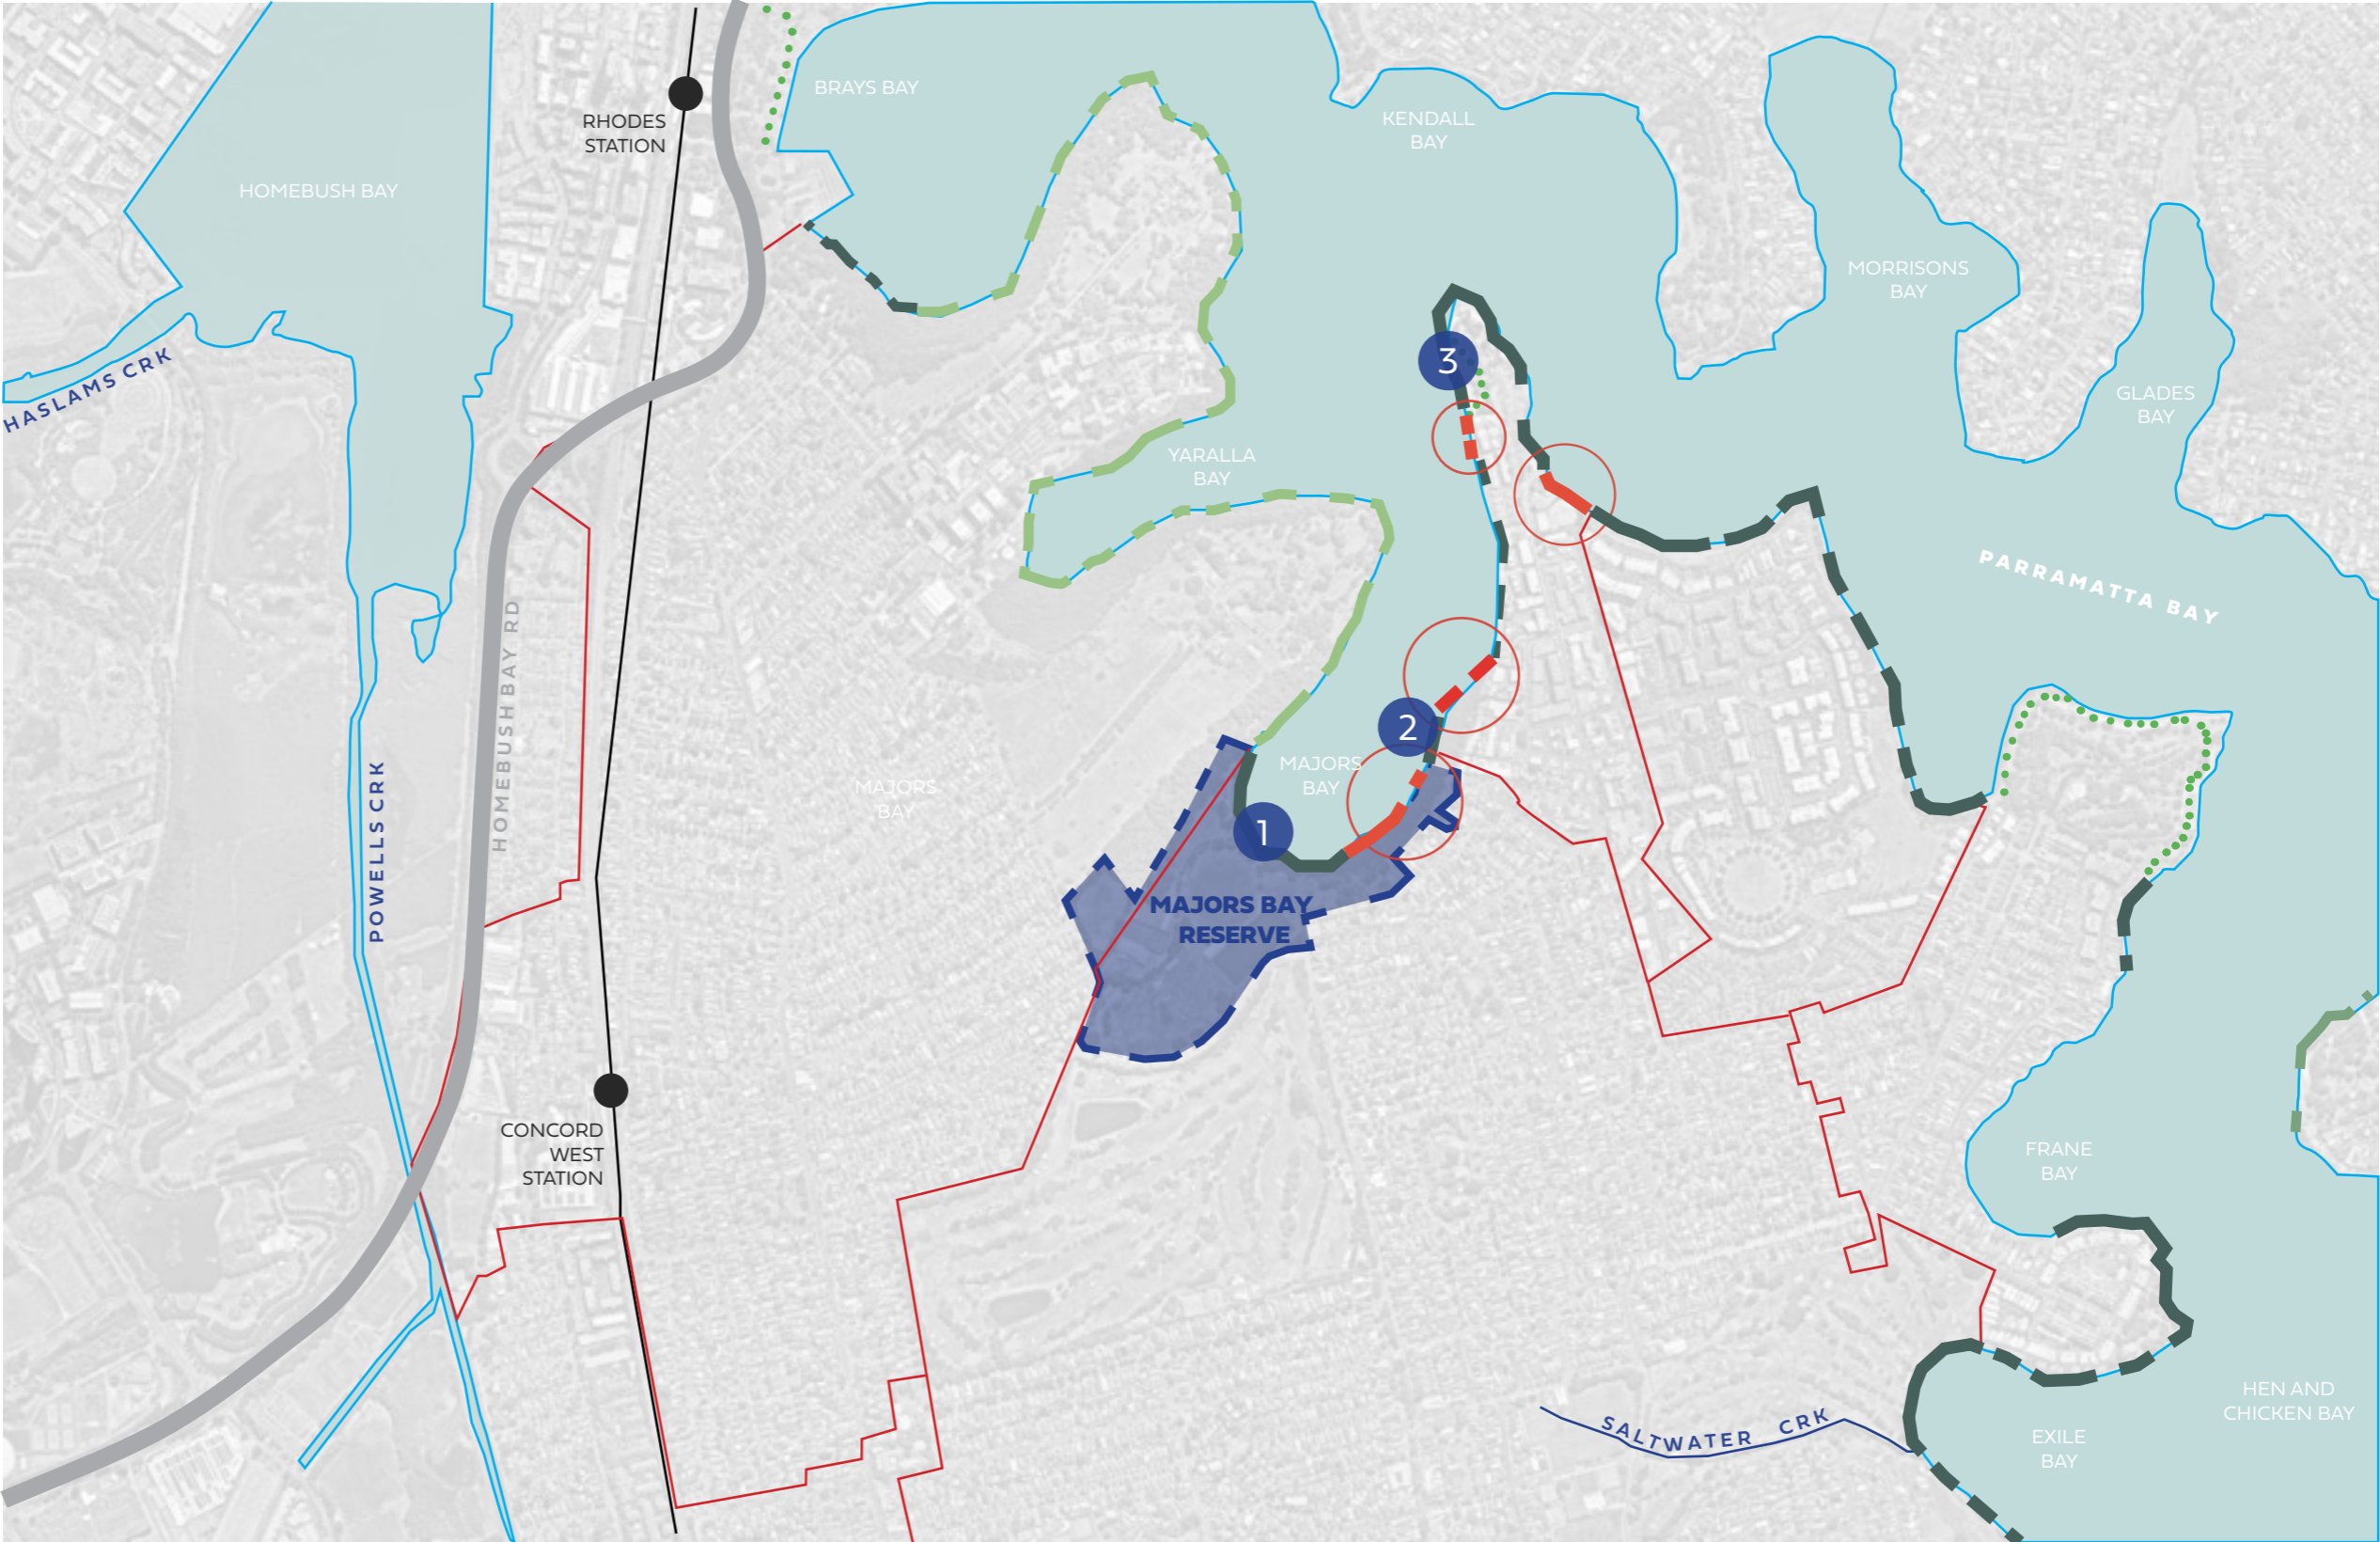 BRAYS BAY
RHODES
STATION
KENDALL
BAY
HOMEBUSH BAY
MORRISONS
BAY
HASLAMS CRK
3
GLADES
BAY
YARALLA
BAY
PARRAMATTA BAY
HOMEBUSH BAY RD
2
MAJORS
BAY
MAJORS
BAY
1
POWELLS CRK
MAJORS BAY
RESERVE
CONCORD
WEST
STATION
FRANE
BAY
HEN AND
CHICKEN BAY
SALTWATER CRK
EXILE
BAY